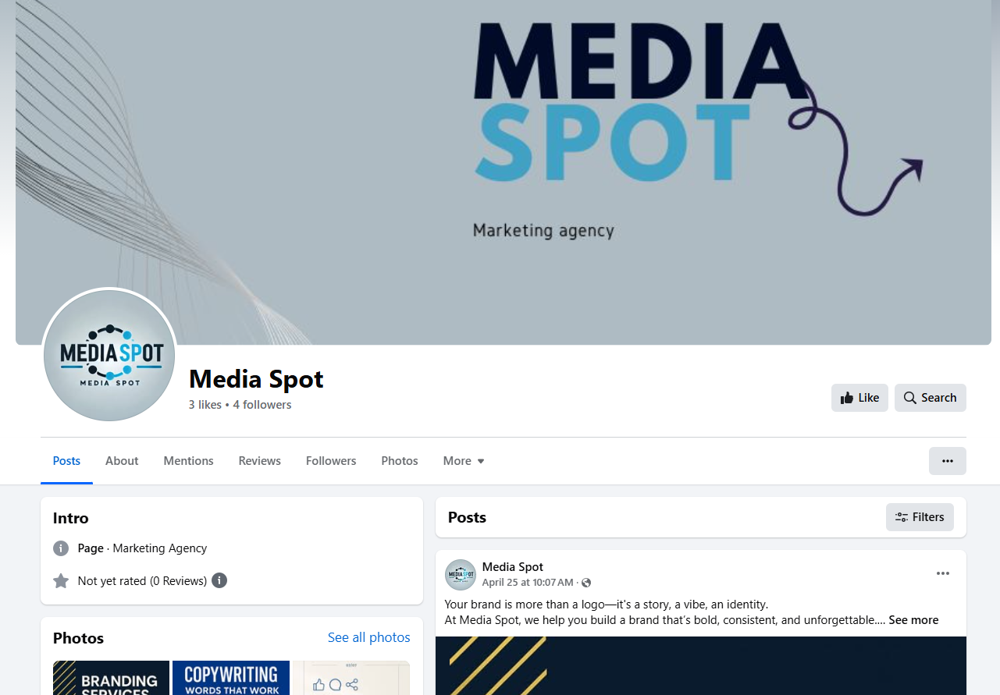 MEDIA
SPOT
Marketing agency
MEDIA SPOT
MEDIA SPOT
Media Spot
3 likes • 4 followers
Like
Search
Posts
About
Mentions
Reviews
Followers
Photos
More
Intro
Page · Marketing Agency
Not yet rated (0 Reviews)
Photos
See all photos
BRANDING
SERVICES
COPYWRITING
WORDS THAT WORK
Posts
Filters
MEDIA SPOT
Media Spot
April 25 at 10:07 AM ·
Your brand is more than a logo—it's a story, a vibe, an identity.
At Media Spot, we help you build a brand that’s bold, consistent, and unforgettable.... See more